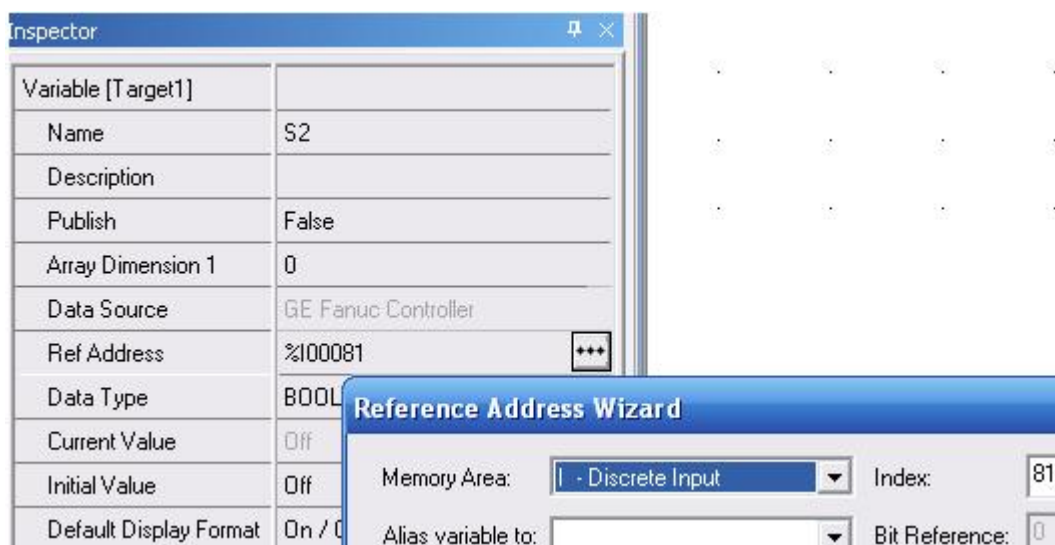 Inspector
Variable [Target1]
Name S2
Description
Publish False
Array Dimension 1 0
Data Source GE Fanuc Controller
Ref Address %I00081
Data Type BOOL
Current Value Off
Initial Value Off
Default Display Format On / 
Reference Address Wizard
Memory Area: I - Discrete Input Index: 81
Alias variable to: Bit Reference: 0